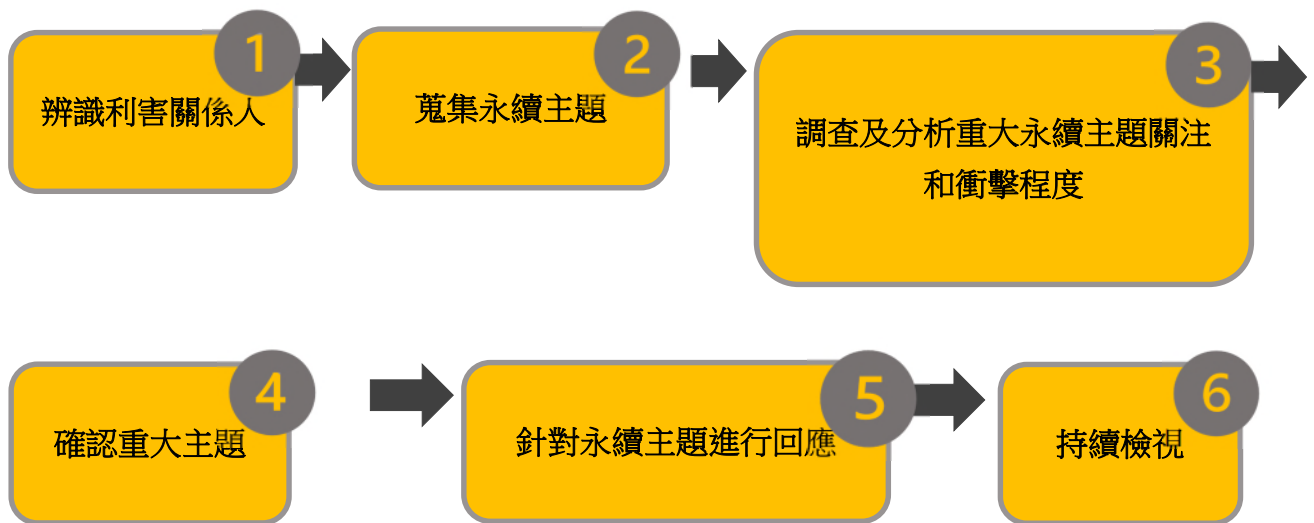 1
辨識利害關係人
2
蒐集永續主題
3
調查及分析重大永續主題關注
和衝擊程度
4
確認重大主題
5
針對永續主題進行回應
6
持續檢視